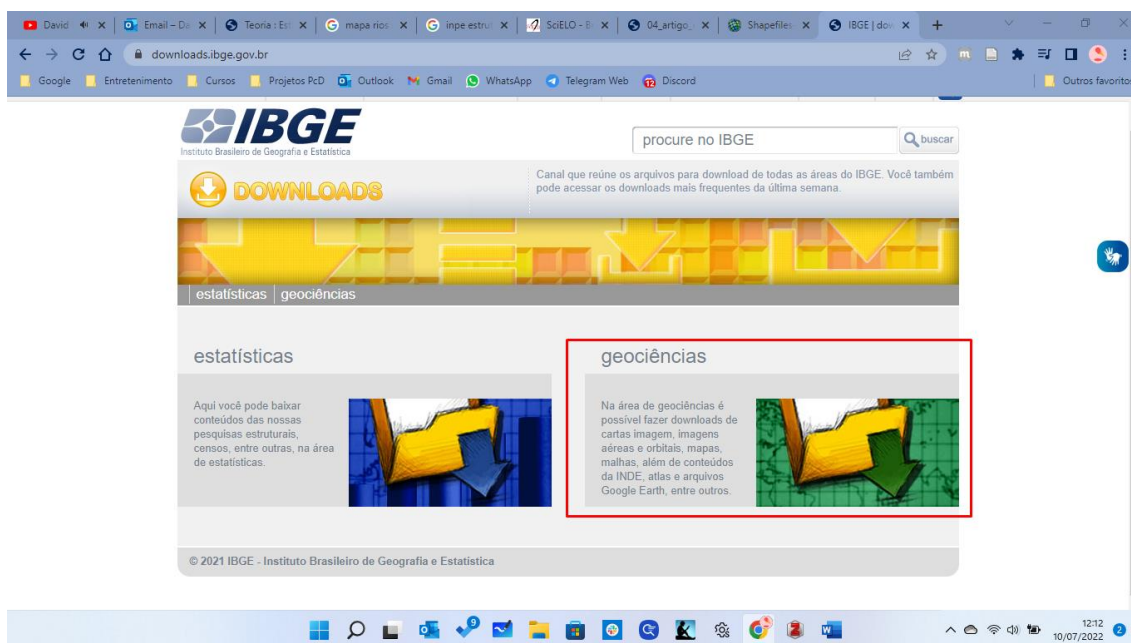 David
Email – Da
Teoria : Est
mapa rios
inpe estrut
SciELO - B
04_artigo_
Shapefiles
IBGE | dow
downloads.ibge.gov.br
Google
Entretenimento
Cursos
Projetos PcD
Outlook
Gmail
WhatsApp
Telegram Web
Discord
Outros favoritos
IBGE
Instituto Brasileiro de Geografia e Estatística
procure no IBGE
buscar
DOWNLOADS
Canal que reúne os arquivos para download de todas as áreas do IBGE. Você também
pode acessar os downloads mais frequentes da última semana.
estatísticas
geociências
estatísticas
Aqui você pode baixar
conteúdos das nossas
pesquisas estruturais,
censos, entre outras, na área
de estatísticas.
geociências
Na área de geociências é
possível fazer downloads de
cartas imagem, imagens
aéreas e orbitais, mapas,
malhas, além de conteúdos
da INDE, atlas e arquivos
Google Earth, entre outros.
© 2021 IBGE - Instituto Brasileiro de Geografia e Estatística
9
12:12
10/07/2022
2